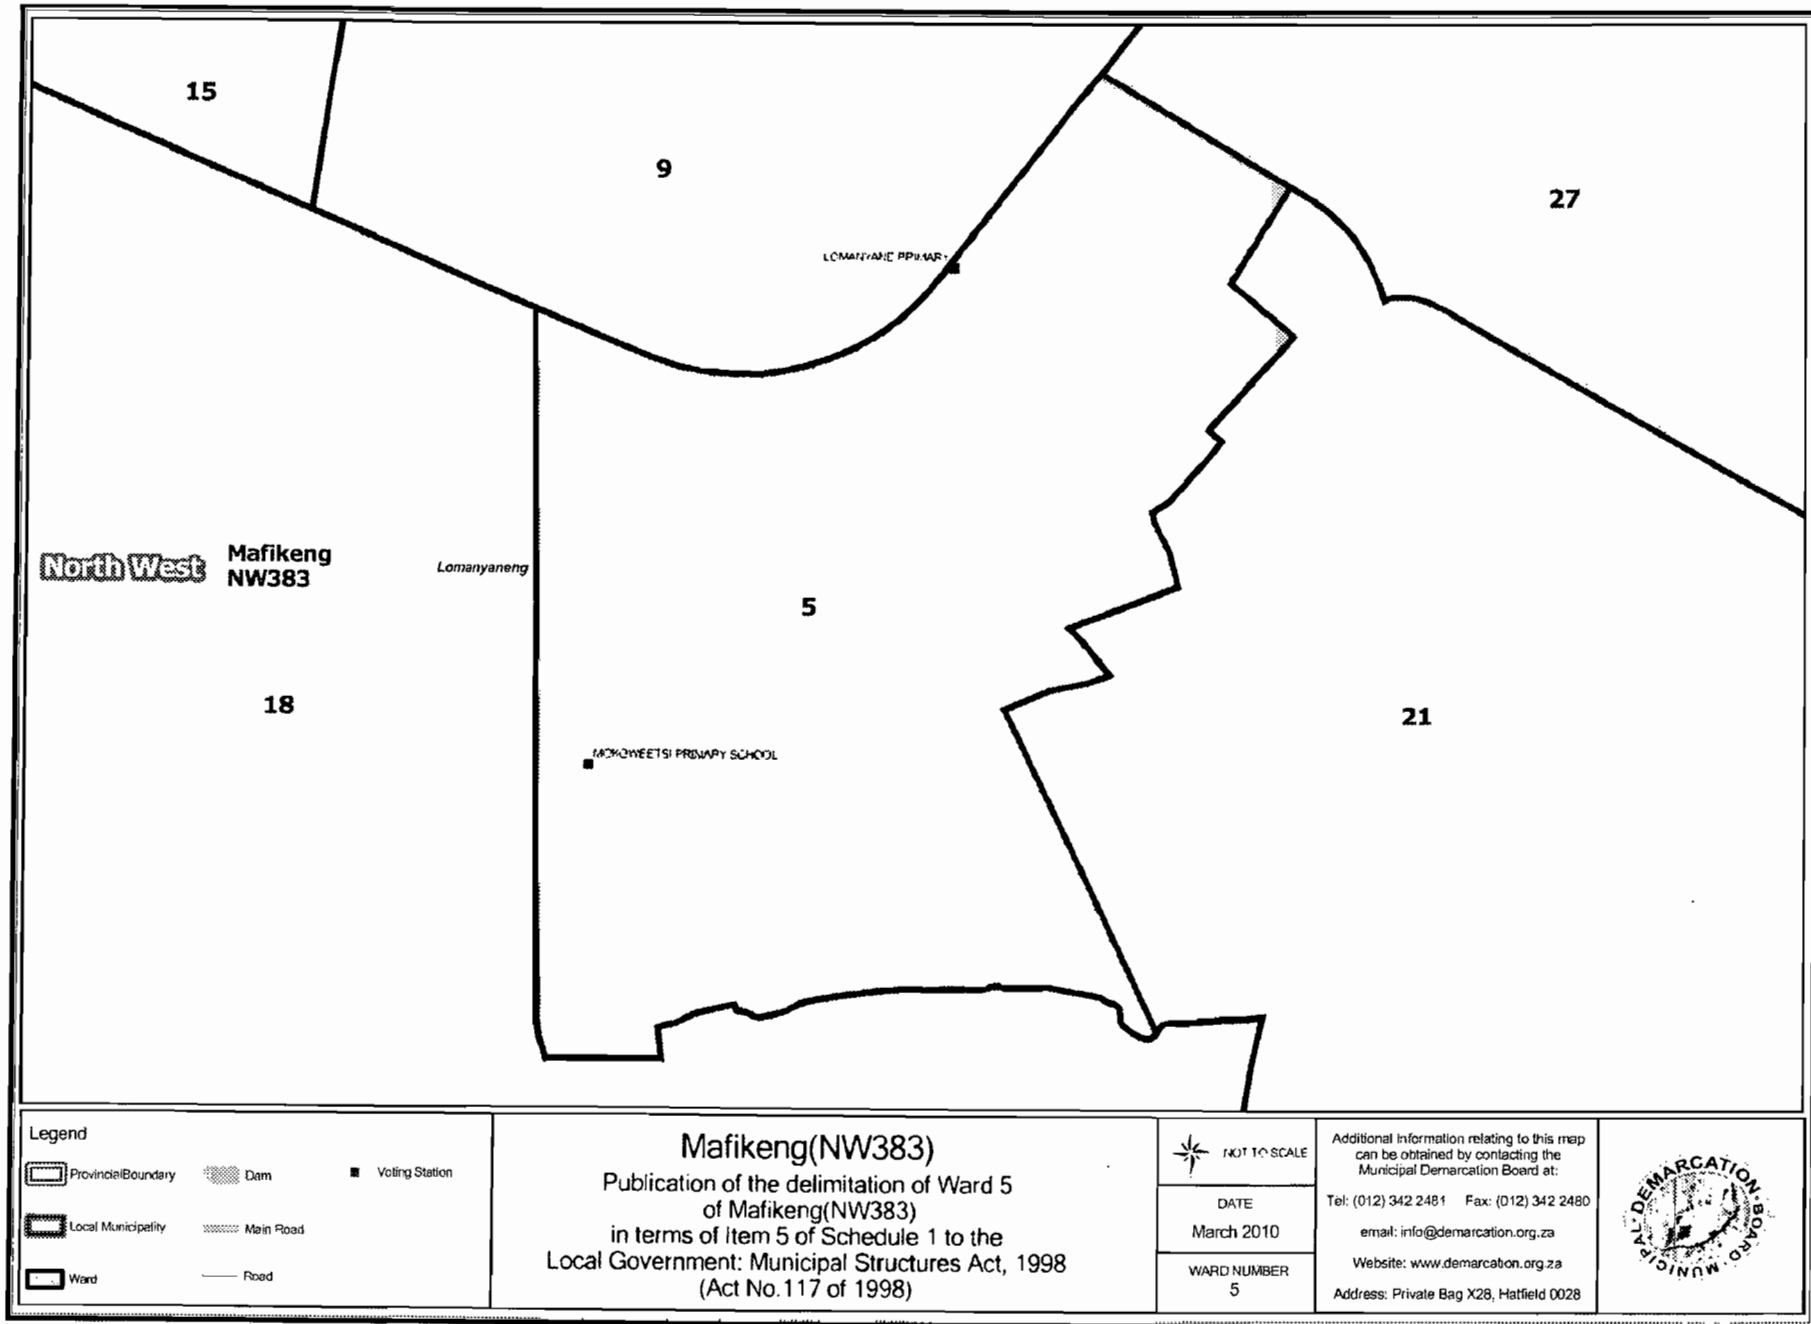 15
9
27
LOMANYANE PRIMARY
North West
Mafikeng
NW383
Lomanyaneng
5
18
21
MOKOWEETSI PRIMARY SCHOOL
Legend
ProvincialBoundary
Dam
Voting Station
Local Municipality
Main Road
Ward
Road
Mafikeng(NW383)
Publication of the delimitation of Ward 5
of Mafikeng(NW383)
in terms of Item 5 of Schedule 1 to the
Local Government: Municipal Structures Act, 1998
(Act No.117 of 1998)
NOT TO SCALE
DATE
March 2010
WARD NUMBER
5
Additional Information relating to this map
can be obtained by contacting the
Municipal Demarcation Board at:
Tel: (012) 342 2481 Fax: (012) 342 2480
email: info@demarcation.org.za
Website: www.demarcation.org.za
Address: Private Bag X28, Hatfield 0028
MUNICIPAL · DEMARCATION · BOARD · MUNICIP